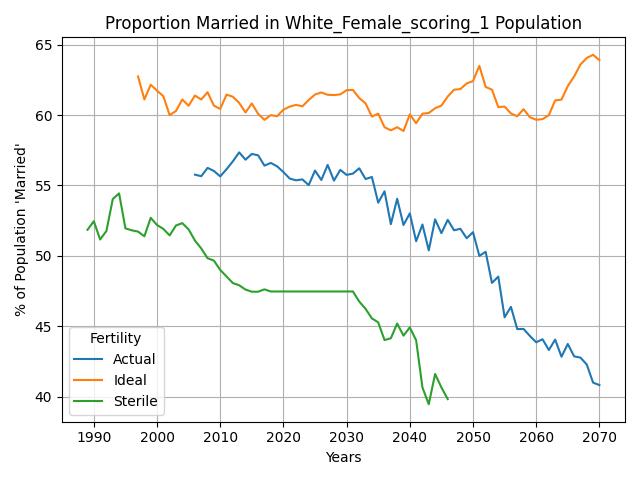 Proportion Married in White_Female_scoring_1 Population
% of Population 'Married'
65
60
55
50
45
40
Fertility
Actual
Ideal
Sterile
1990 2000 2010 2020 2030 2040 2050 2060 2070
Years